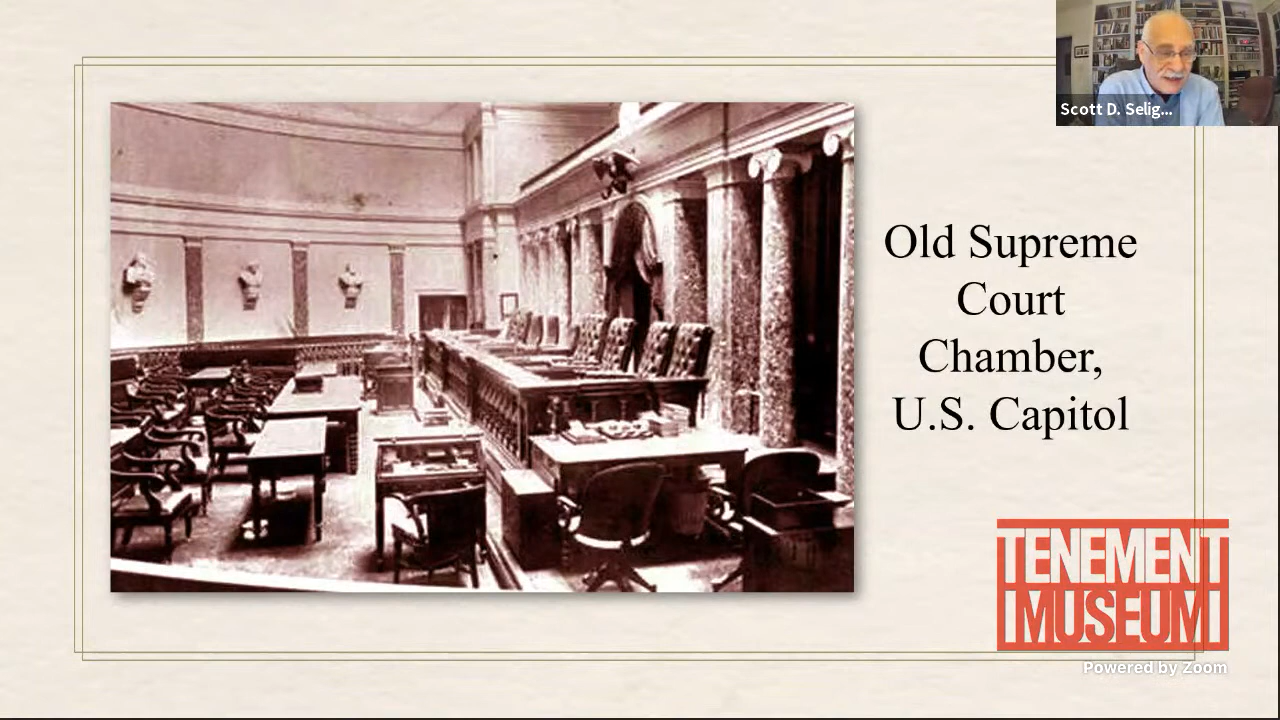 Scott D. Selig...
Old Supreme
Court
Chamber,
U.S. Capitol
TENEMENT
MUSEUM
Powered by Zoom